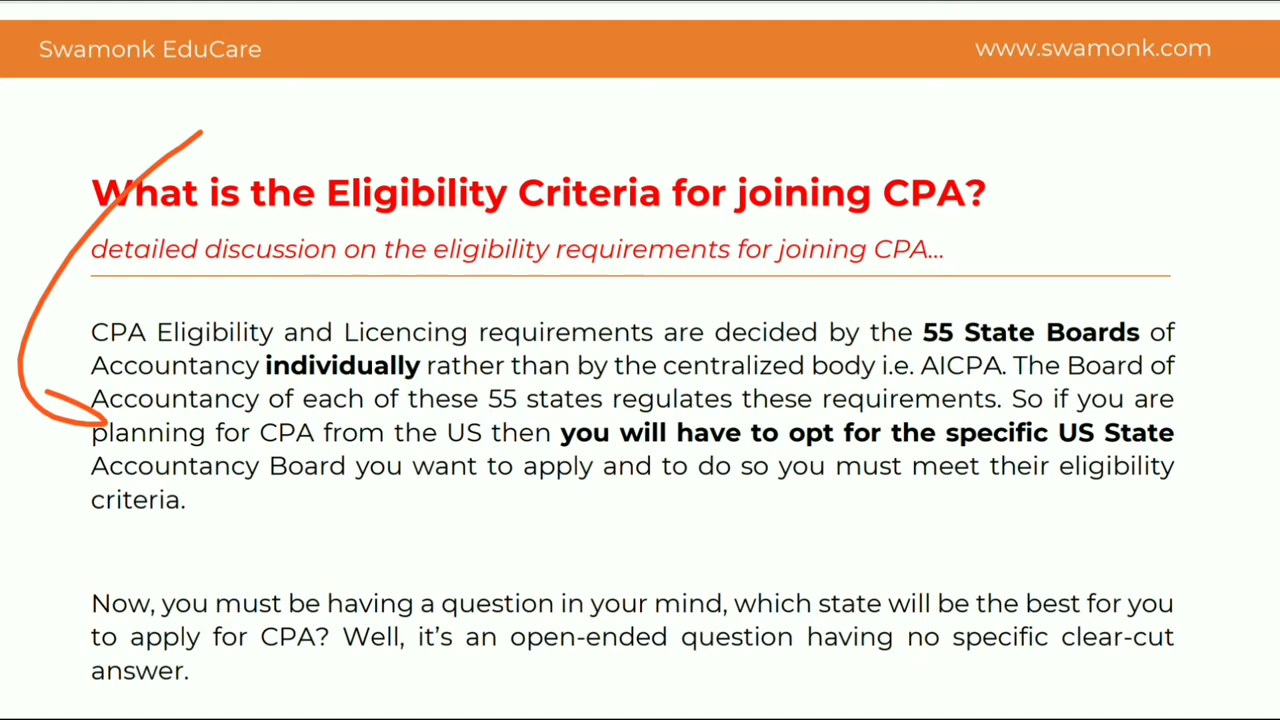 Swamonk EduCare
www.swamonk.com
What is the Eligibility Criteria for joining CPA?
detailed discussion on the eligibility requirements for joining CPA...
CPA Eligibility and Licencing requirements are decided by the 55 State Boards of
Accountancy individually rather than by the centralized body i.e. AICPA. The Board of
Accountancy of each of these 55 states regulates these requirements. So if you are
planning for CPA from the US then you will have to opt for the specific US State
Accountancy Board you want to apply and to do so you must meet their eligibility
criteria.
Now, you must be having a question in your mind, which state will be the best for you
to apply for CPA? Well, it’s an open-ended question having no specific clear-cut
answer.